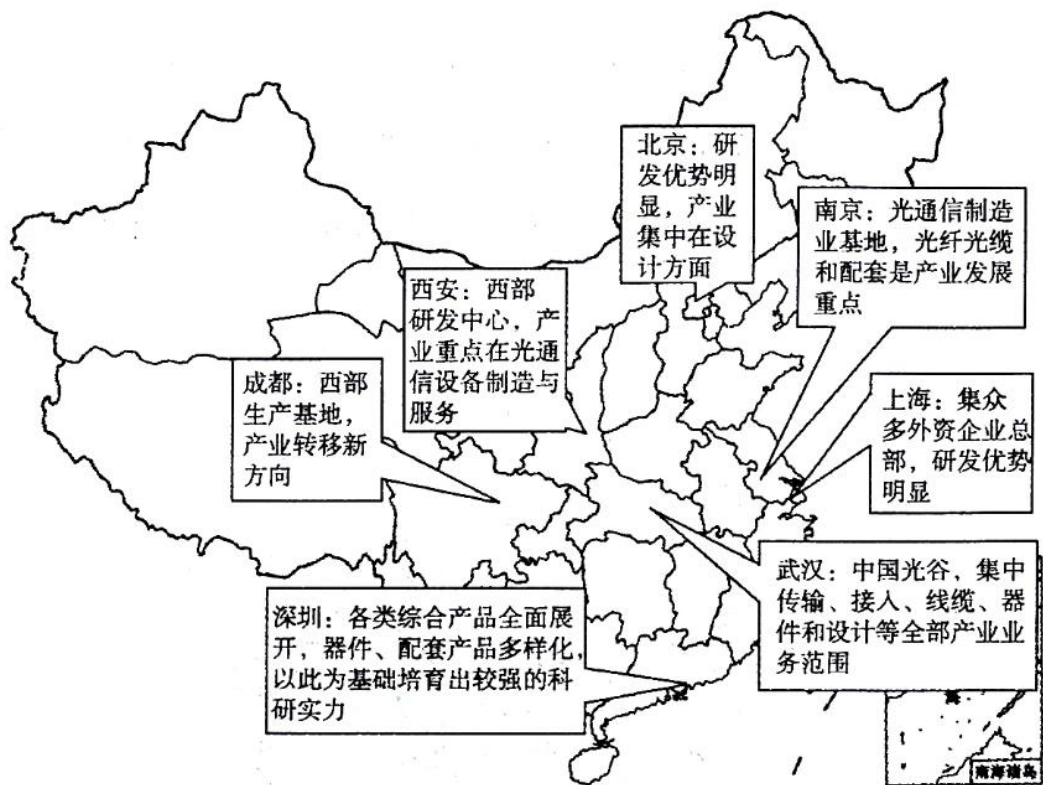 北京：研
发优势明
显，产业
集中在设
计方面
南京：光通信制造
业基地，光纤光缆
和配套是产业发展
重点
西安：西部
研发中心，产
业重点在光通
信设备制造与
服务
成都：西部
生产基地，
产业转移新
方向
上海：集众
多外资企业总
部，研发优势
明显
武汉：中国光谷，集中
传输、接人、线缆、器
件和设计等全部产业业
务范围
深圳：各类综合产品全面展
开，器件、配套产品多样化，
以此为基础培育出较强的科
研实力
海
南海诸岛